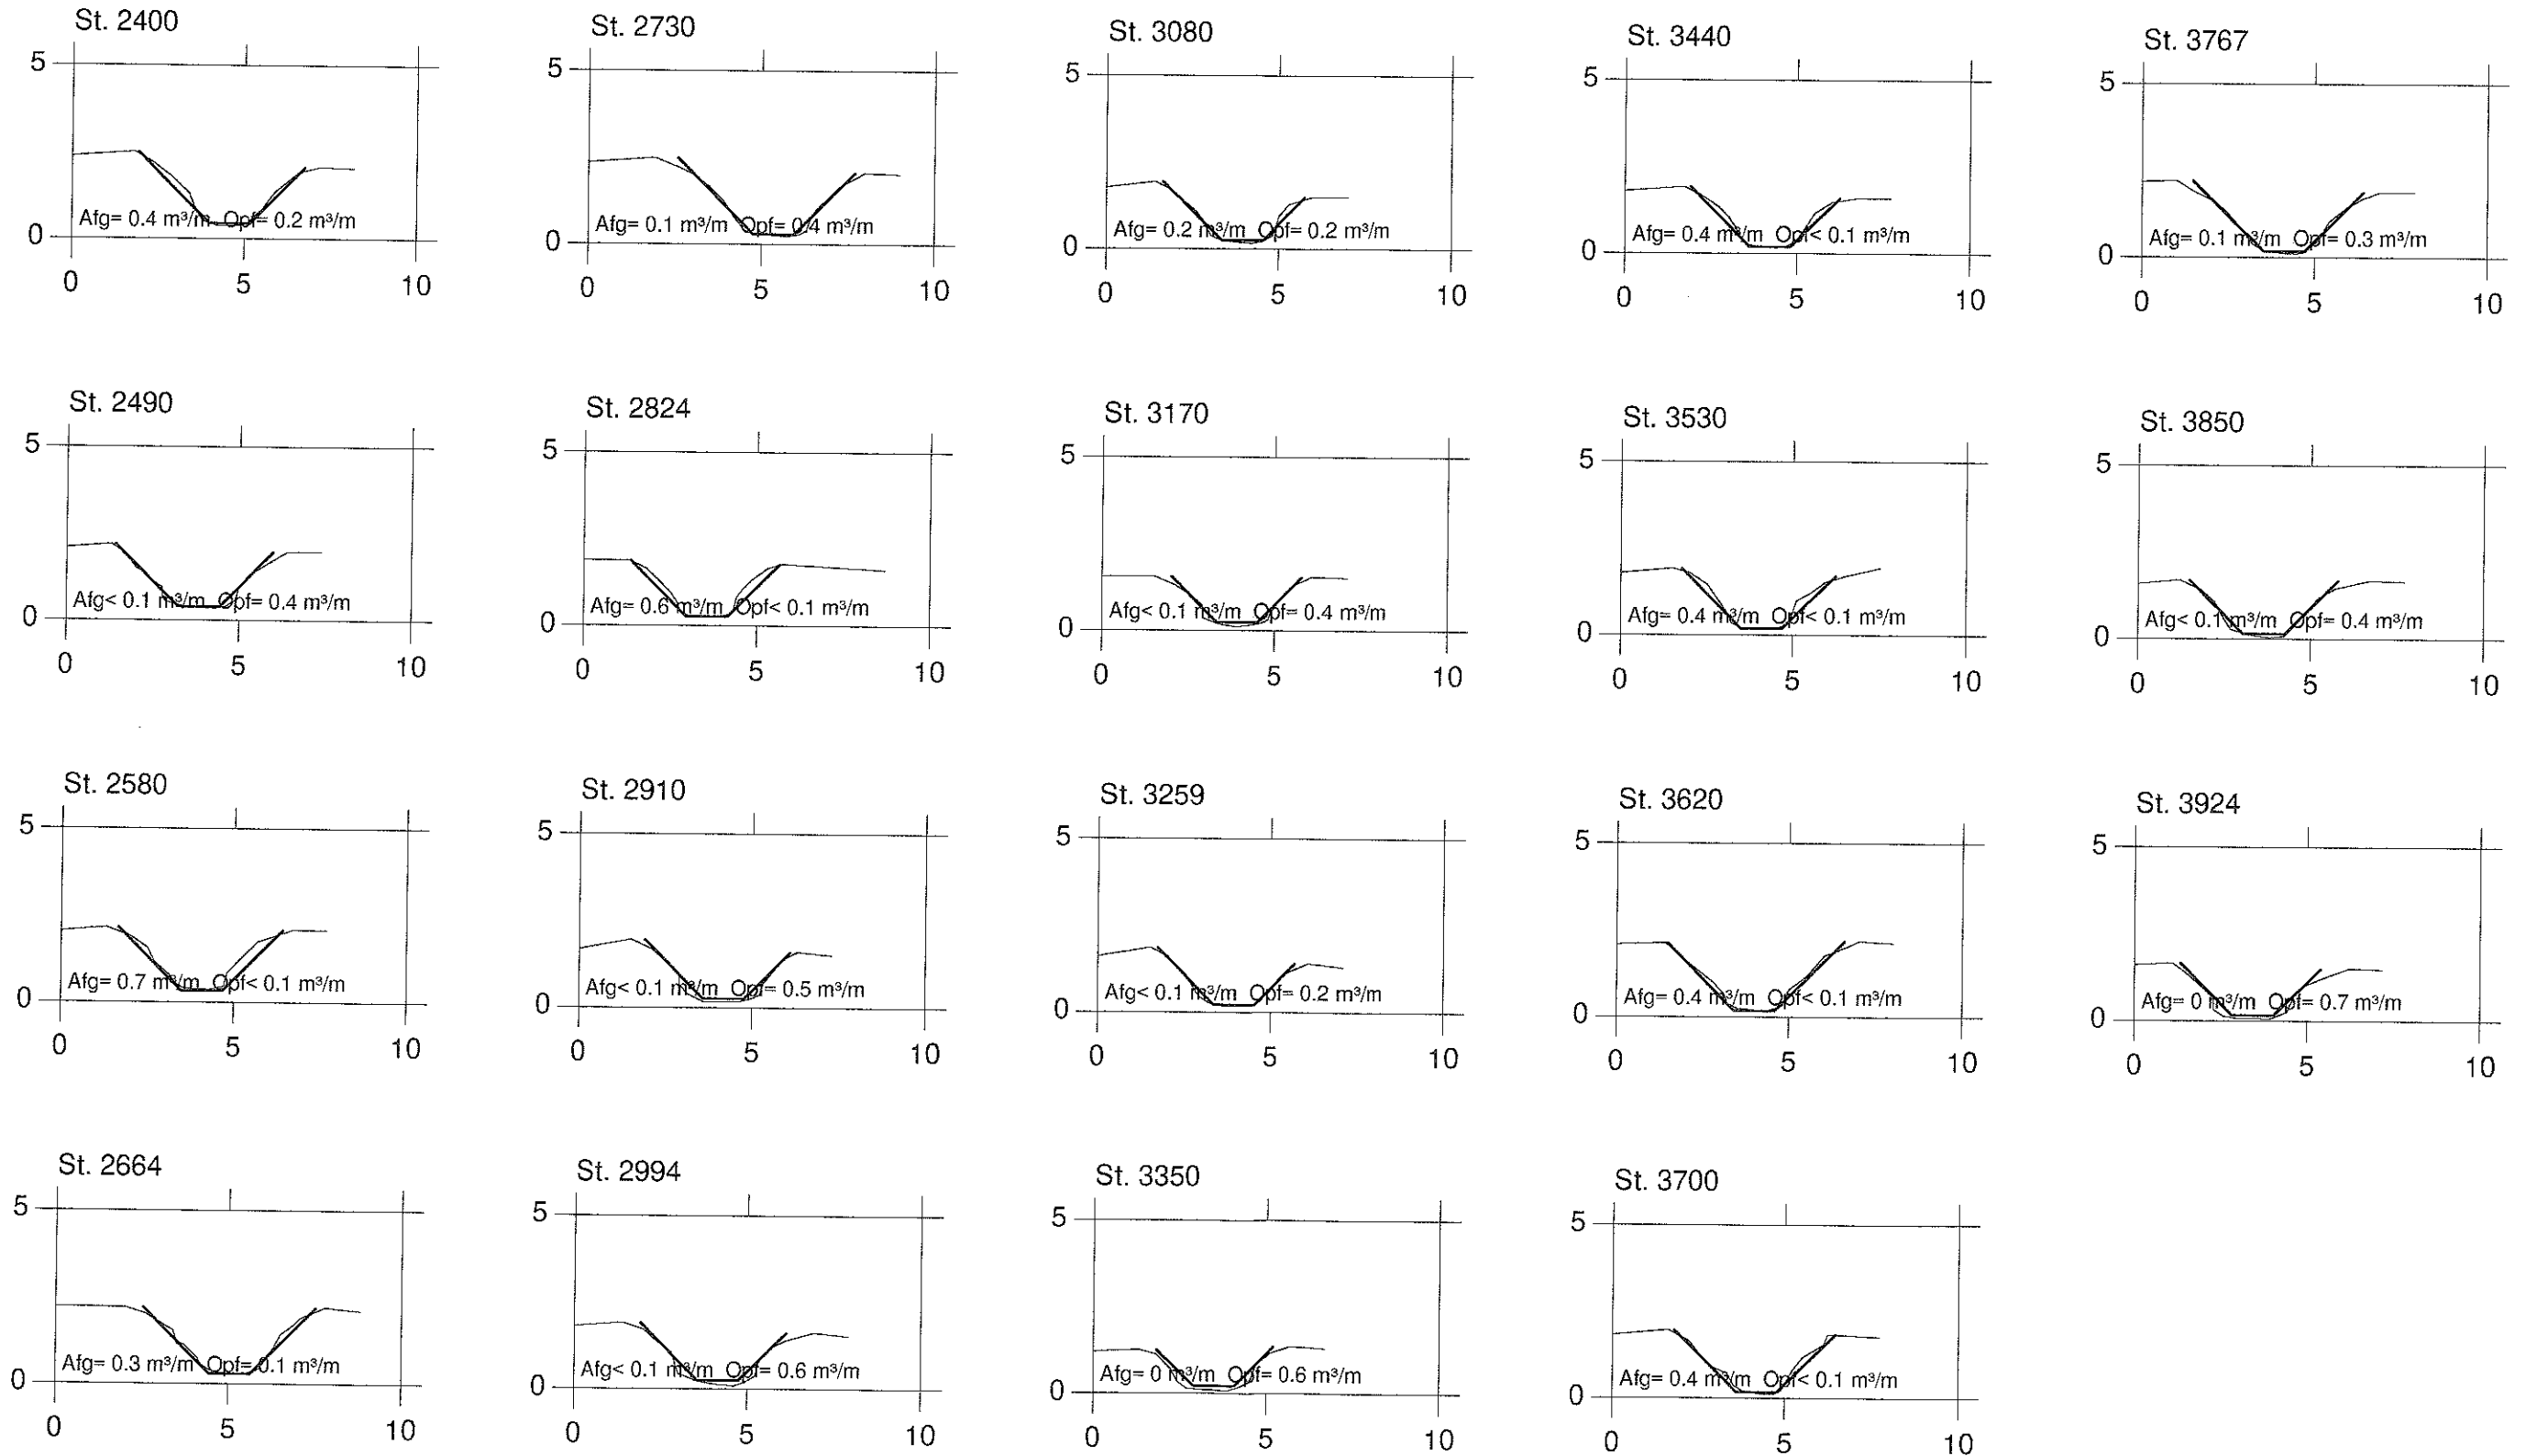 St. 2400
5
0
Afg= 0.4 m³/m Opf= 0.2 m³/m
0 5 10
St. 2490
5
0
Afg< 0.1 m³/m Opf= 0.4 m³/m
0 5 10
St. 2580
5
0
Afg= 0.7 m³/m Opf< 0.1 m³/m
0 5 10
St. 2664
5
0
Afg= 0.3 m³/m Opf= 0.1 m³/m
0 5 10
St. 2730
5
0
Afg= 0.1 m³/m Opf= 0.4 m³/m
0 5 10
St. 2824
5
0
Afg= 0.6 m³/m Opf< 0.1 m³/m
0 5 10
St. 2910
5
0
Afg< 0.1 m³/m Opf= 0.5 m³/m
0 5 10
St. 2994
5
0
Afg< 0.1 m³/m Opf= 0.6 m³/m
0 5 10
St. 3080
5
0
Afg= 0.2 m³/m Opf= 0.2 m³/m
0 5 10
St. 3170
5
0
Afg< 0.1 m³/m Opf= 0.4 m³/m
0 5 10
St. 3259
5
0
Afg< 0.1 m³/m Opf= 0.2 m³/m
0 5 10
St. 3350
5
0
Afg= 0 m³/m Opf= 0.6 m³/m
0 5 10
St. 3440
5
0
Afg= 0.4 m³/m Opf< 0.1 m³/m
0 5 10
St. 3530
5
0
Afg= 0.4 m³/m Opf< 0.1 m³/m
0 5 10
St. 3620
5
0
Afg= 0.4 m³/m Opf< 0.1 m³/m
0 5 10
St. 3700
5
0
Afg= 0.4 m³/m Opf< 0.1 m³/m
0 5 10
St. 3767
5
0
Afg= 0.1 m³/m Opf= 0.3 m³/m
0 5 10
St. 3850
5
0
Afg< 0.1 m³/m Opf= 0.4 m³/m
0 5 10
St. 3924
5
0
Afg= 0 m³/m Opf= 0.7 m³/m
0 5 10